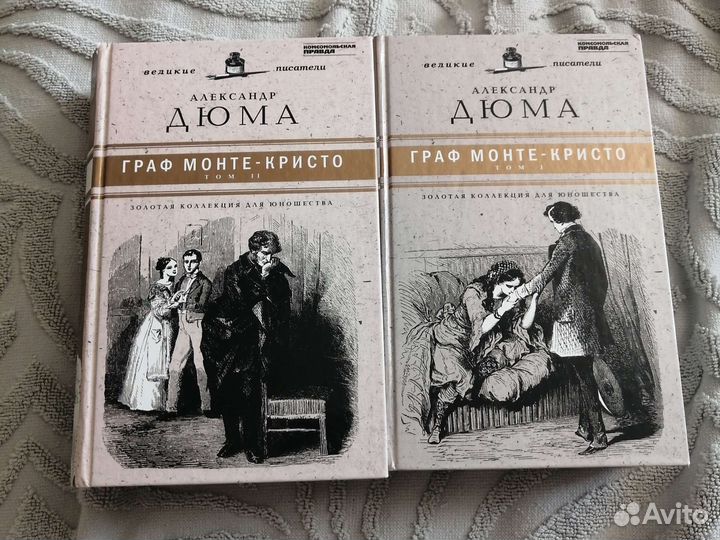 великие писатели
АЛЕКСАНДР
ДЮМА
ГРАФ МОНТЕ-КРИСТО
ТОМ II
ЗОЛОТАЯ КОЛЛЕКЦИЯ ДЛЯ ЮНОШЕСТВА
КОМСОМОЛЬСКАЯ
ПРАВДА
великие писатели
АЛЕКСАНДР
ДЮМА
ГРАФ МОНТЕ-КРИСТО
ТОМ I
ЗОЛОТАЯ КОЛЛЕКЦИЯ ДЛЯ ЮНОШЕСТВА
КОМСОМОЛЬСКАЯ
ПРАВДА
Avito